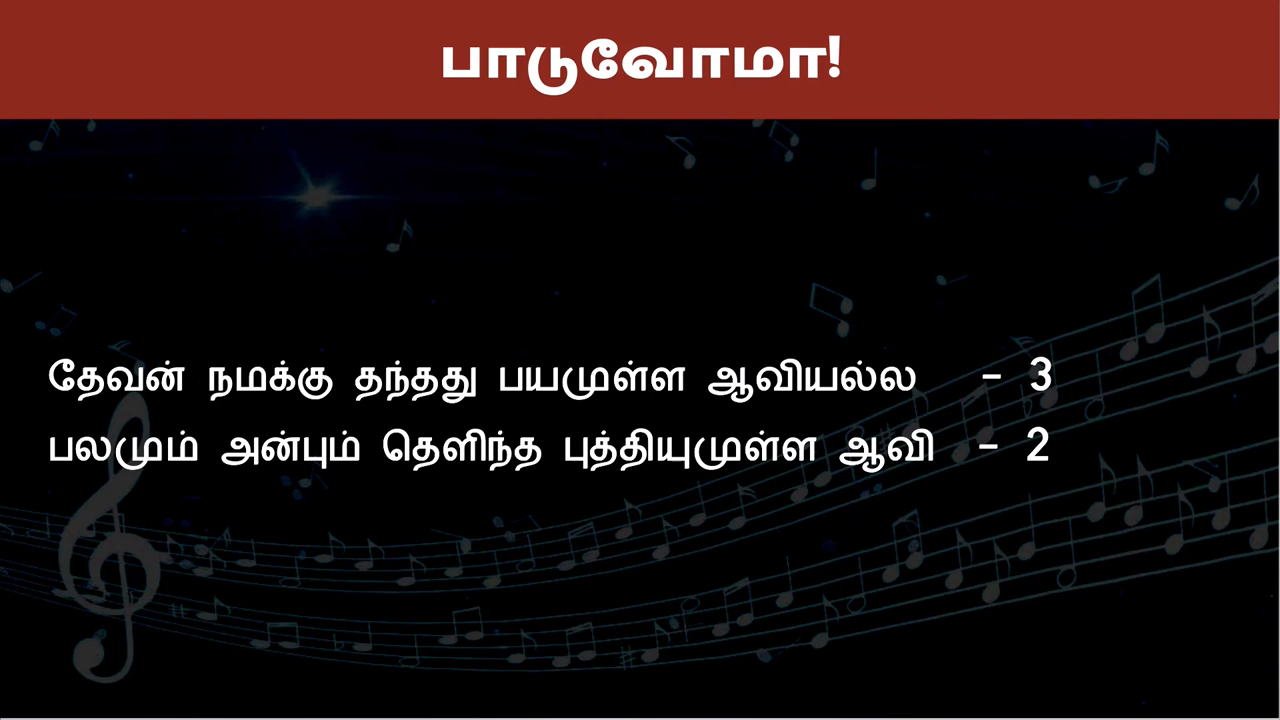 பாடுவோமா!
தேவன் நமக்கு தந்தது பயமுள்ள ஆவியல்ல - 3
பலமும் அன்பும் தெளிந்த புத்தியுமுள்ள ஆவி - 2